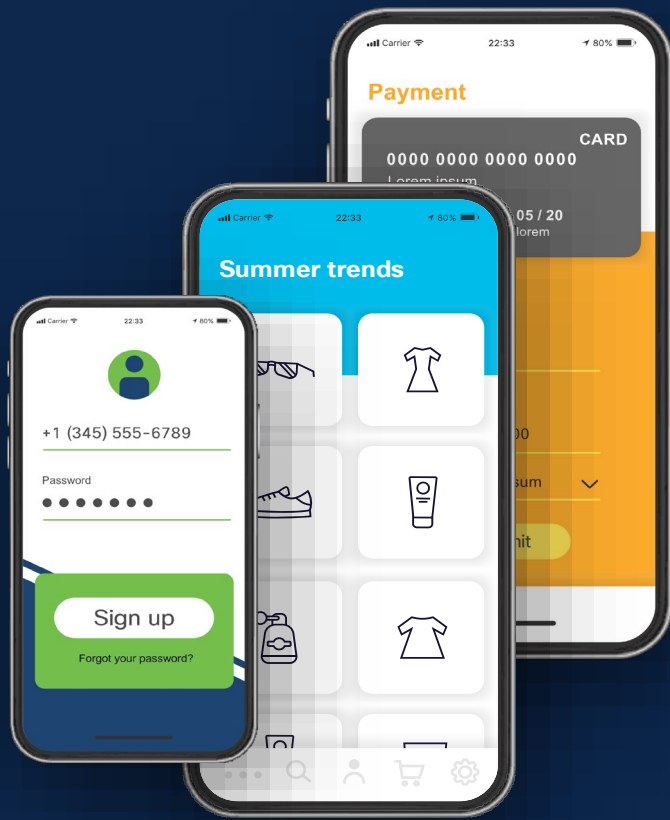 Carrier 22:33 80%
+1 (345) 555-6789
Password
Sign up
Forgot your password?
Carrier 22:33 80%
Summer trends
Carrier 22:33 80%
Payment
CARD
0000 0000 0000 0000
Lorem ipsum
05 / 20
lorem